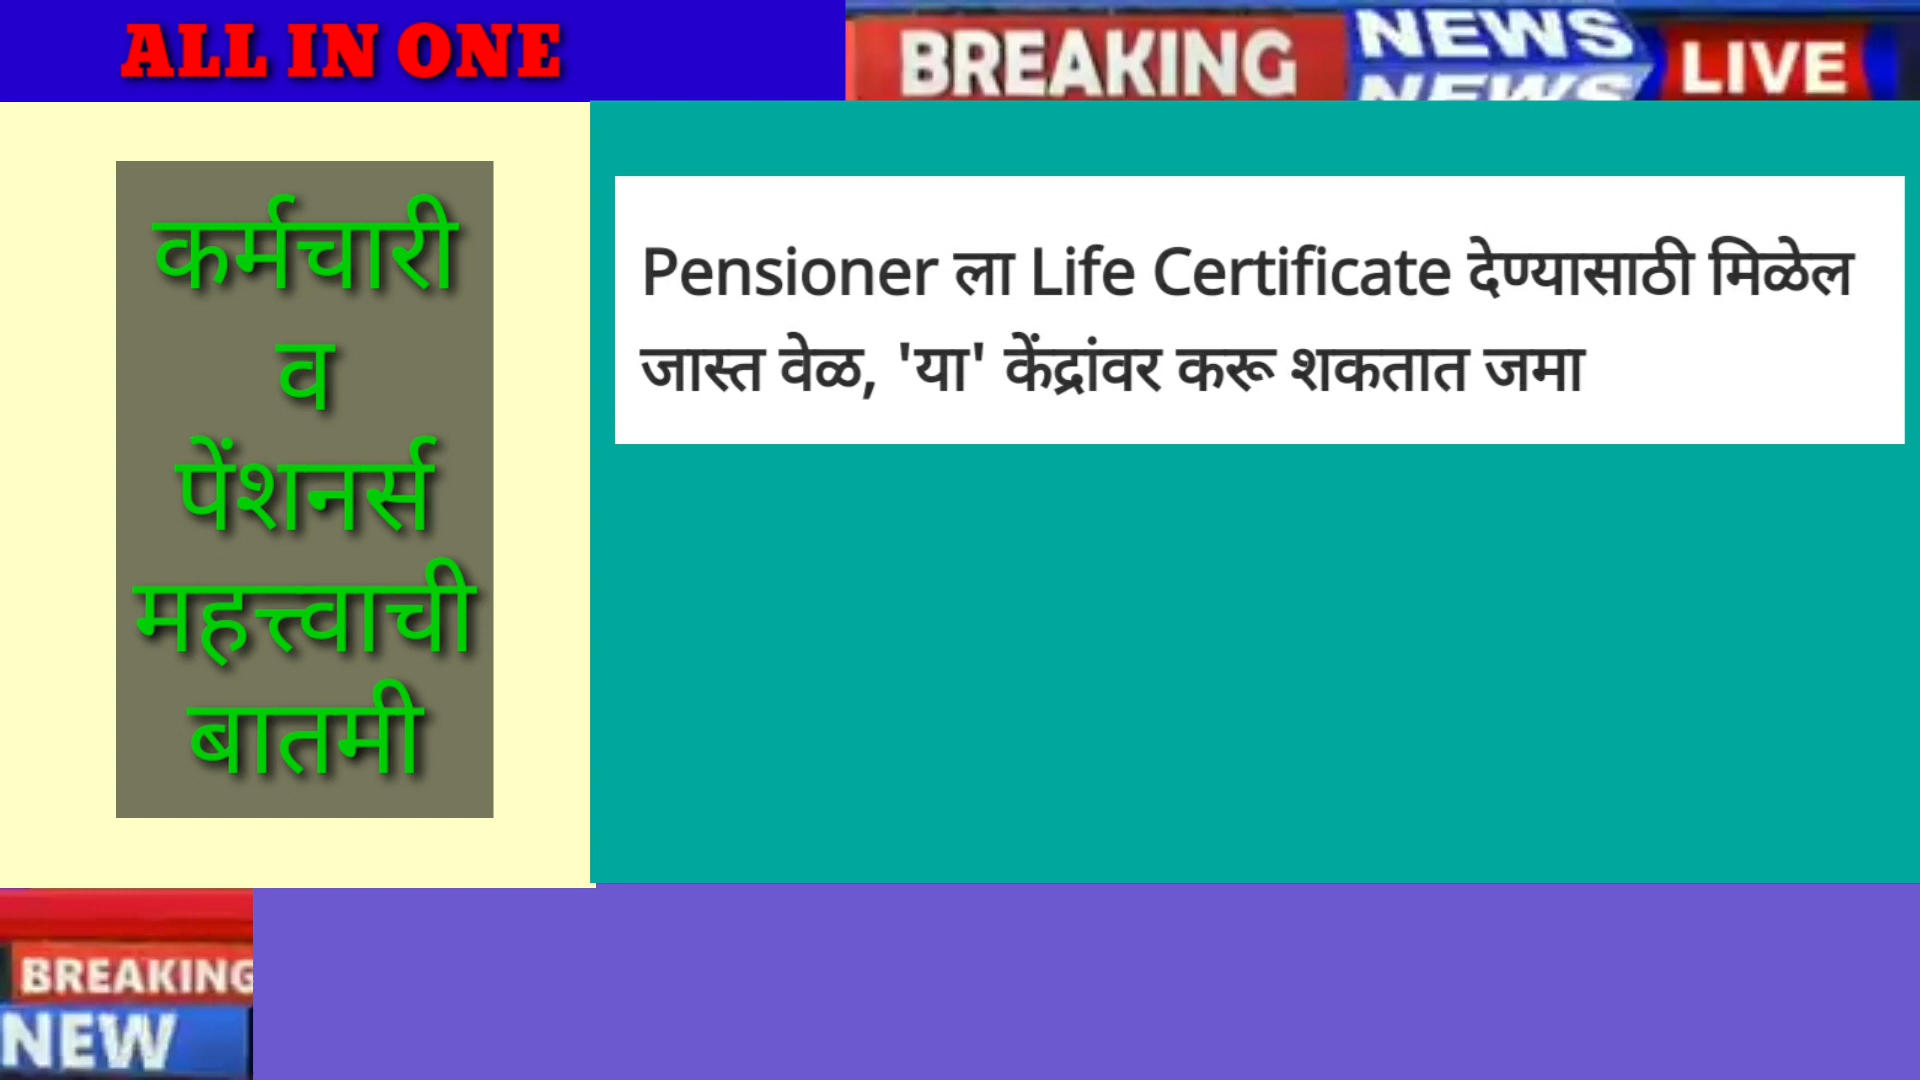 ALL IN ONE
BREAKING
NEWS
NEWS
LIVE
कर्मचारी
व
पेंशनर्स
महत्त्वाची
बातमी
Pensioner ला Life Certificate देण्यासाठी मिळेल
जास्त वेळ, 'या' केंद्रांवर करू शकतात जमा
BREAKING
NEW